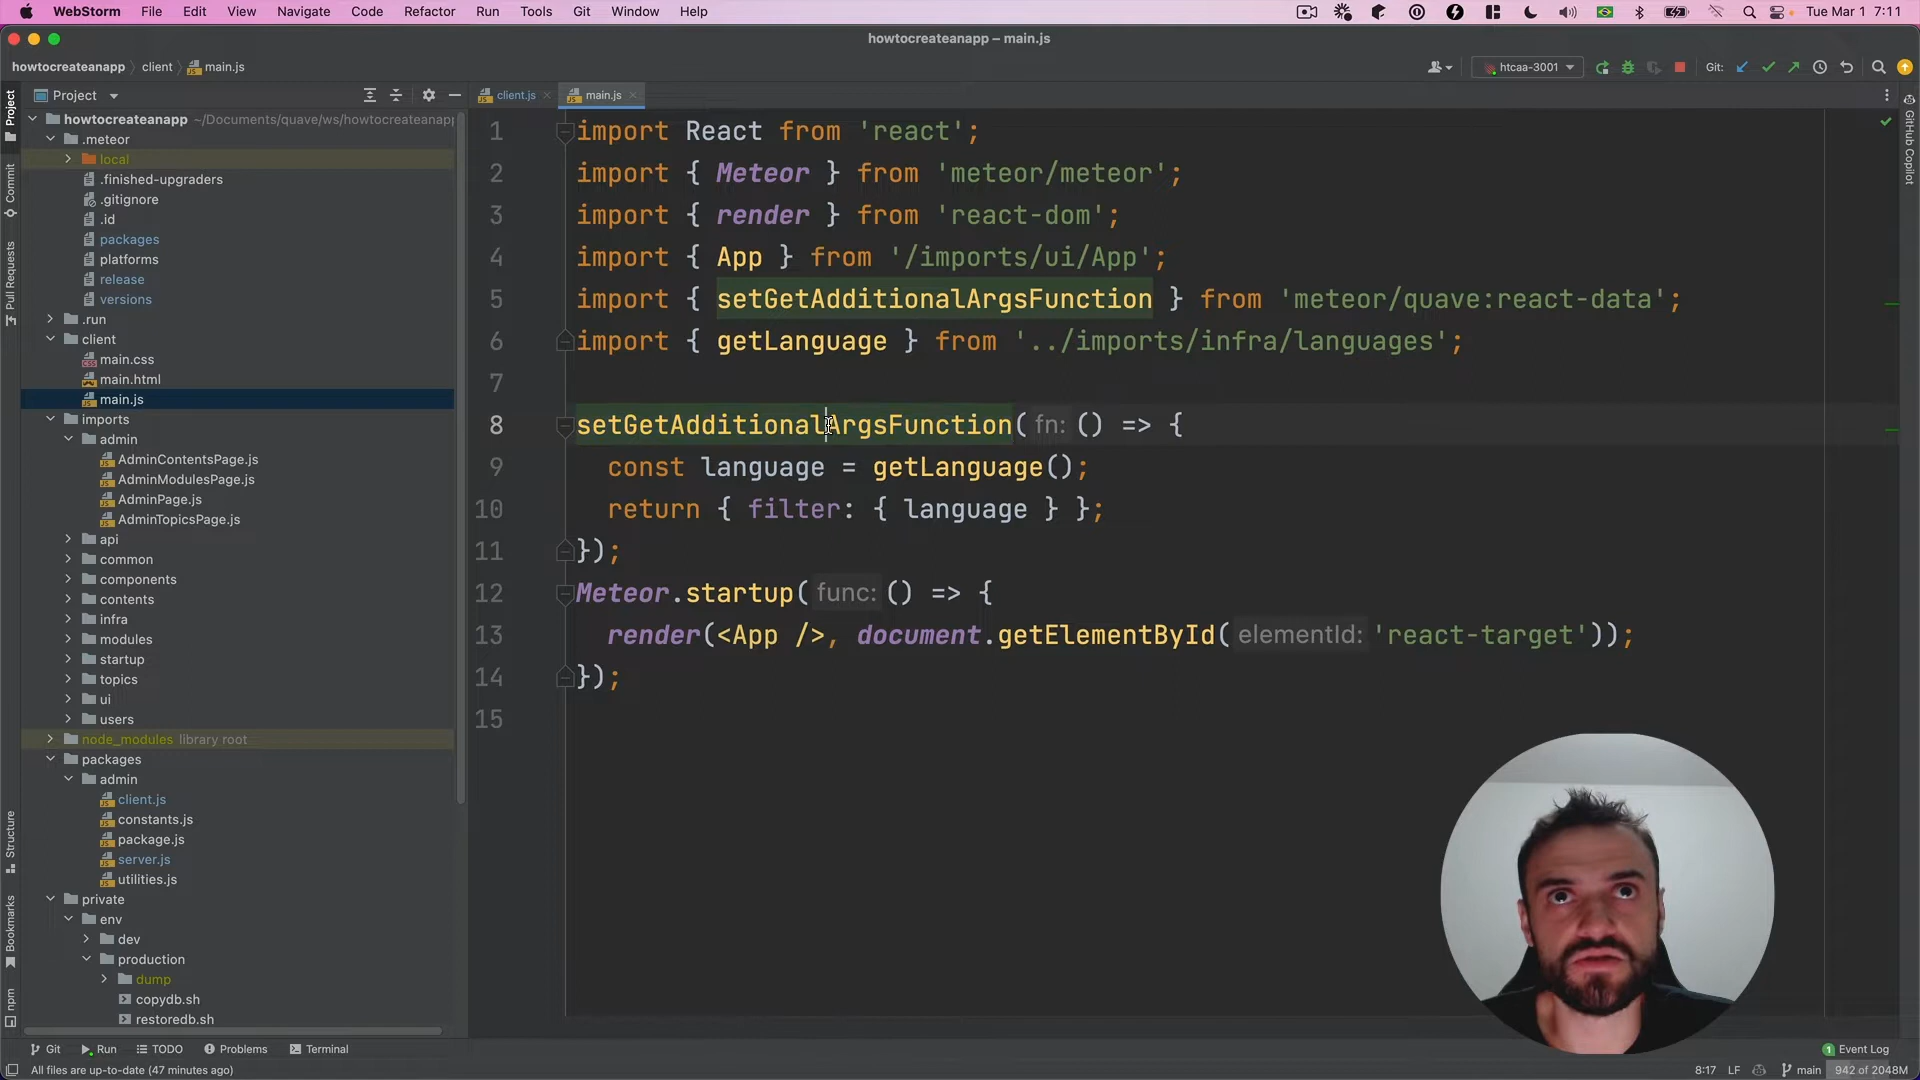 WebStorm File Edit View Navigate Code Refactor Run Tools Git Window Help Tue Mar 1 7:11
howtocreateanapp – main.js
howtocreateanapp client main.js htcaa-3001 Git:
Project client.js main.js
howtocreateanapp ~/Documents/quave/ws/howtocreateanapp
.meteor
local
.finished-upgraders
.gitignore
.id
packages
platforms
release
versions
.run
client
main.css
main.html
main.js
imports
admin
AdminContentsPage.js
AdminModulesPage.js
AdminPage.js
AdminTopicsPage.js
api
common
components
contents
infra
modules
startup
topics
ui
users
node_modules library root
packages
admin
client.js
constants.js
package.js
server.js
utilities.js
private
env
dev
production
dump
copydb.sh
restoredb.sh
1 import React from 'react';
2 import { Meteor } from 'meteor/meteor';
3 import { render } from 'react-dom';
4 import { App } from '/imports/ui/App';
5 import { setGetAdditionalArgsFunction } from 'meteor/quave:react-data';
6 import { getLanguage } from '../imports/infra/languages';
7
8 setGetAdditionalArgsFunction( fn: () => {
9 const language = getLanguage();
10 return { filter: { language } };
11 });
12 Meteor.startup( func: () => {
13 render(<App />, document.getElementById( elementId: 'react-target'));
14 });
15
Project
Commit
Pull Requests
Structure
Bookmarks
npm
GitHub Copilot
Git Run TODO Problems Terminal 1 Event Log
All files are up-to-date (47 minutes ago) 8:17 LF main 942 of 2048M